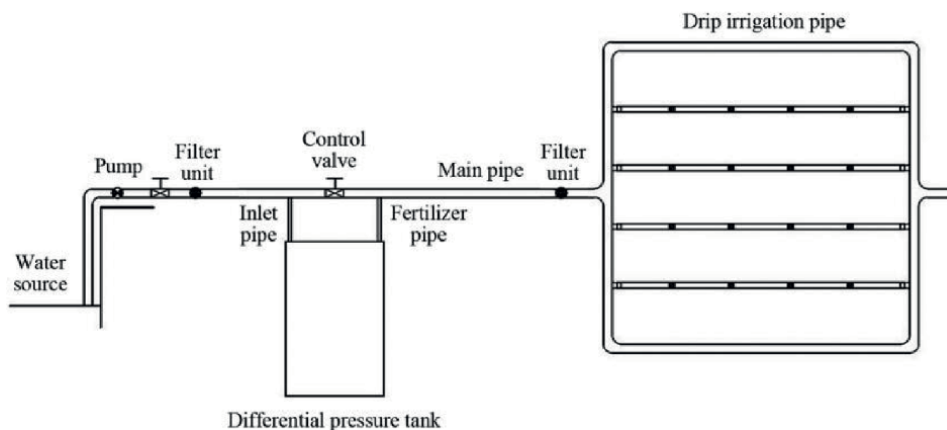 Drip irrigation pipe
Control
valve
Filter
unit
Pump
Filter
unit
Main pipe
Inlet
pipe
Fertilizer
pipe
Water
source
Differential pressure tank